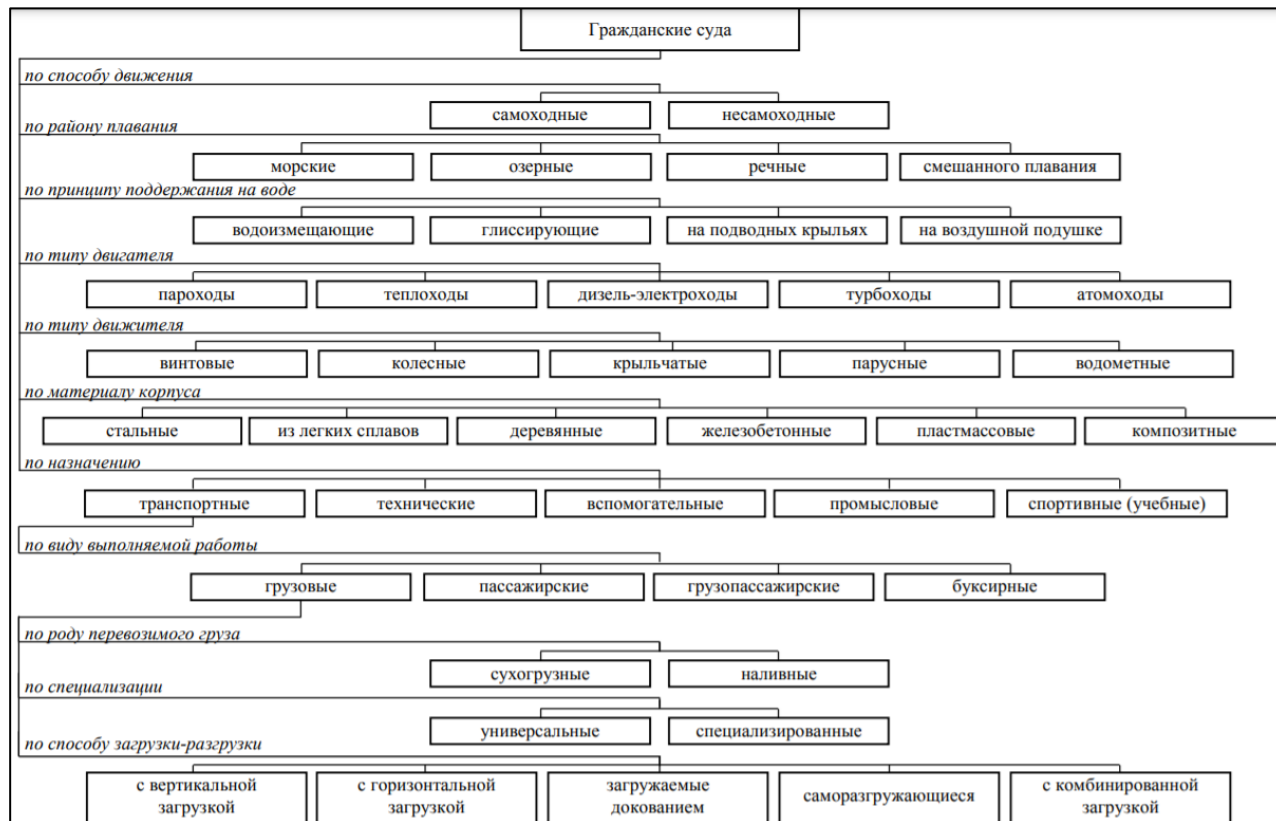 Гражданские суда
по способу движения
самоходные несамоходные
по району плавания
морские озерные речные смешанного плавания
по принципу поддержания на воде
водоизмещающие глиссирующие на подводных крыльях на воздушной подушке
по типу двигателя
пароходы теплоходы дизель-электроходы турбоходы атомоходы
по типу движителя
винтовые колесные крыльчатые парусные водометные
по материалу корпуса
стальные из легких сплавов деревянные железобетонные пластмассовые композитные
по назначению
транспортные технические вспомогательные промысловые спортивные (учебные)
по виду выполняемой работы
грузовые пассажирские грузопассажирские буксирные
по роду перевозимого груза
сухогрузные наливные
по специализации
универсальные специализированные
по способу загрузки-разгрузки
с вертикальной загрузкой
с горизонтальной загрузкой
загружаемые докованием
саморазгружающиеся
с комбинированной загрузкой